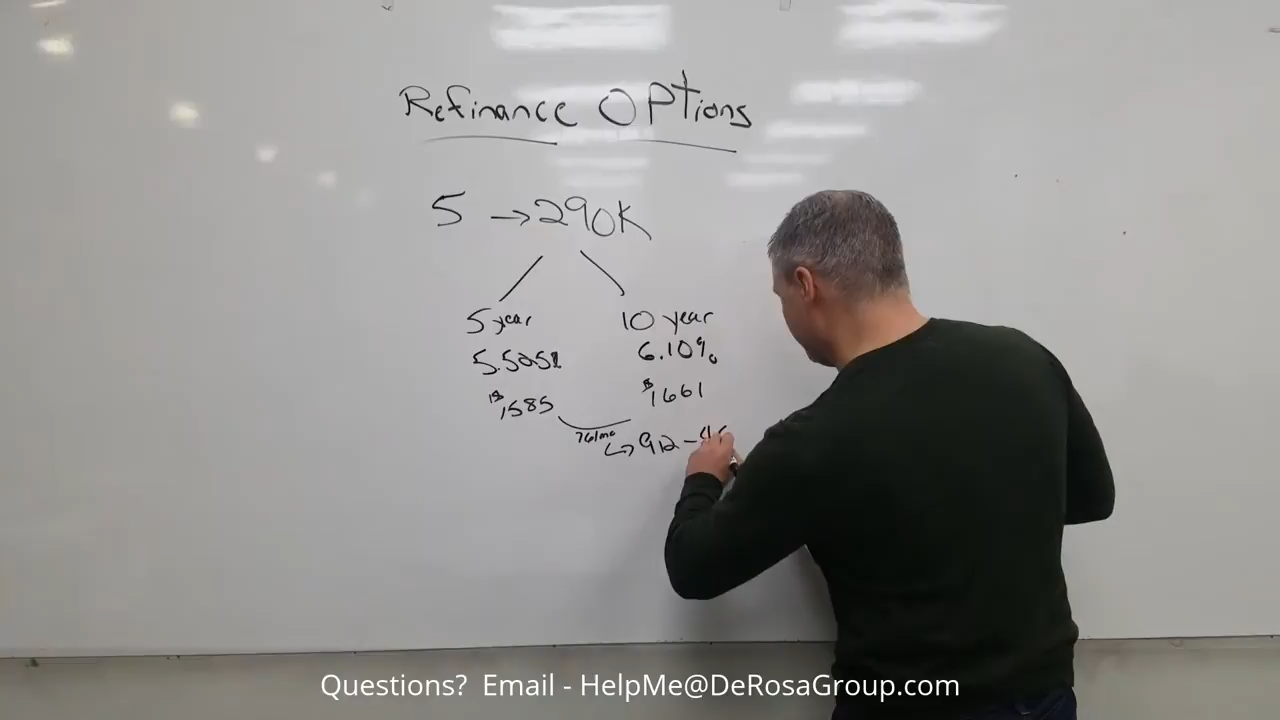 Refinance Options
5 → 290K
5 year 10 year
5.505% 6.10%
$1585 $1661
76/mo
↳ 912 -
Questions? Email - HelpMe@DeRosaGroup.com